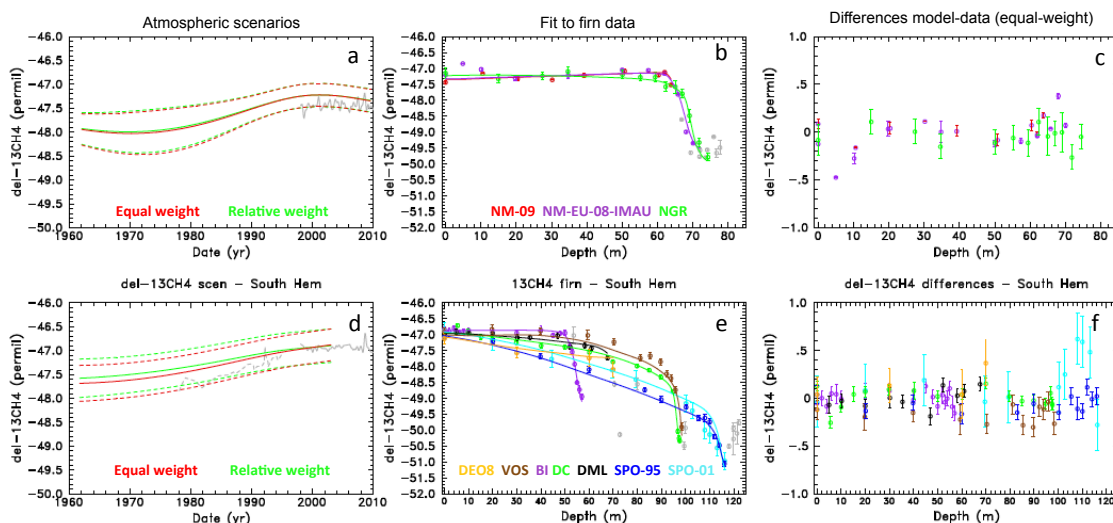 Atmospheric scenarios
Fit to firn data
Differences model-data (equal-weight)
a
b
c
del-13CH4 (permil)
-46.0
-46.5
-47.0
-47.5
-48.0
-48.5
-49.0
-49.5
-50.0
Equal weight Relative weight
1960 1970 1980 1990 2000 2010
Date (yr)
del-13CH4 (permil)
-46.0
-46.5
-47.0
-47.5
-48.0
-48.5
-49.0
-49.5
-50.0
-50.5
-51.0
-51.5
-52.0
NM-09 NM-EU-08-IMAU NGR
0 10 20 30 40 50 60 70 80
Depth (m)
del-13CH4 (permil)
1.0
0.5
0
-.5
-1.0
0 10 20 30 40 50 60 70 80
Depth (m)
del-13CH4 scen - South Hem
13CH4 firn - South Hem
del-13CH4 differences - South Hem
d
e
f
del-13CH4 (permil)
-46.0
-46.5
-47.0
-47.5
-48.0
-48.5
-49.0
-49.5
-50.0
Equal weight Relative weight
1960 1970 1980 1990 2000 2010
Date (yr)
del-13CH4 (permil)
-46.0
-46.5
-47.0
-47.5
-48.0
-48.5
-49.0
-49.5
-50.0
-50.5
-51.0
-51.5
-52.0
DEO8 VOS BI DC DML SPO-95 SPO-01
0 10 20 30 40 50 60 70 80 90 100 110 120
Depth (m)
del-13CH4 (permil)
1.0
0.5
0
-.5
-1.0
0 10 20 30 40 50 60 70 80 90 100 110 120
Depth (m)